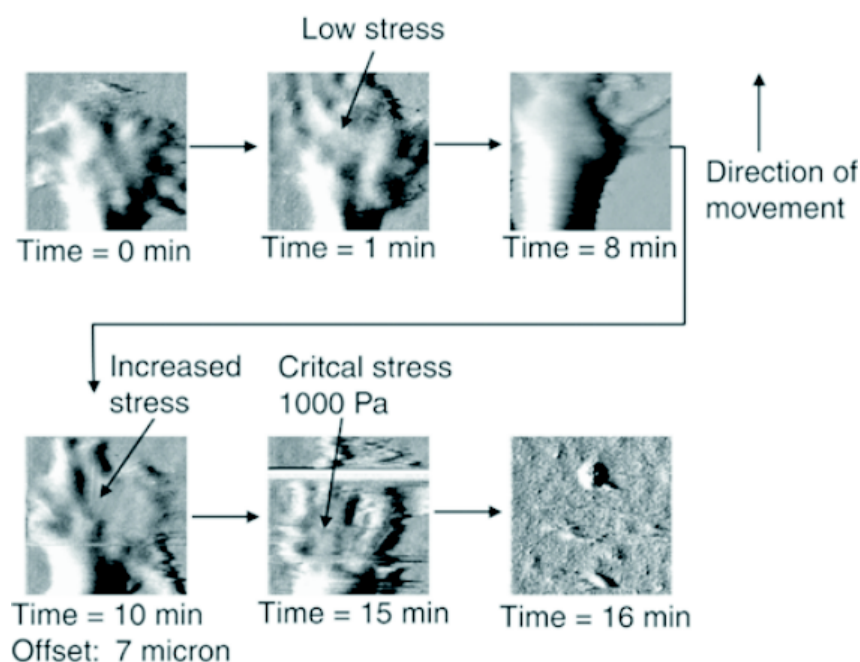 Low stress
Direction of
movement
Time = 0 min
Time = 1 min
Time = 8 min
Increased
stress
Critcal stress
1000 Pa
Time = 10 min
Time = 15 min
Time = 16 min
Offset: 7 micron